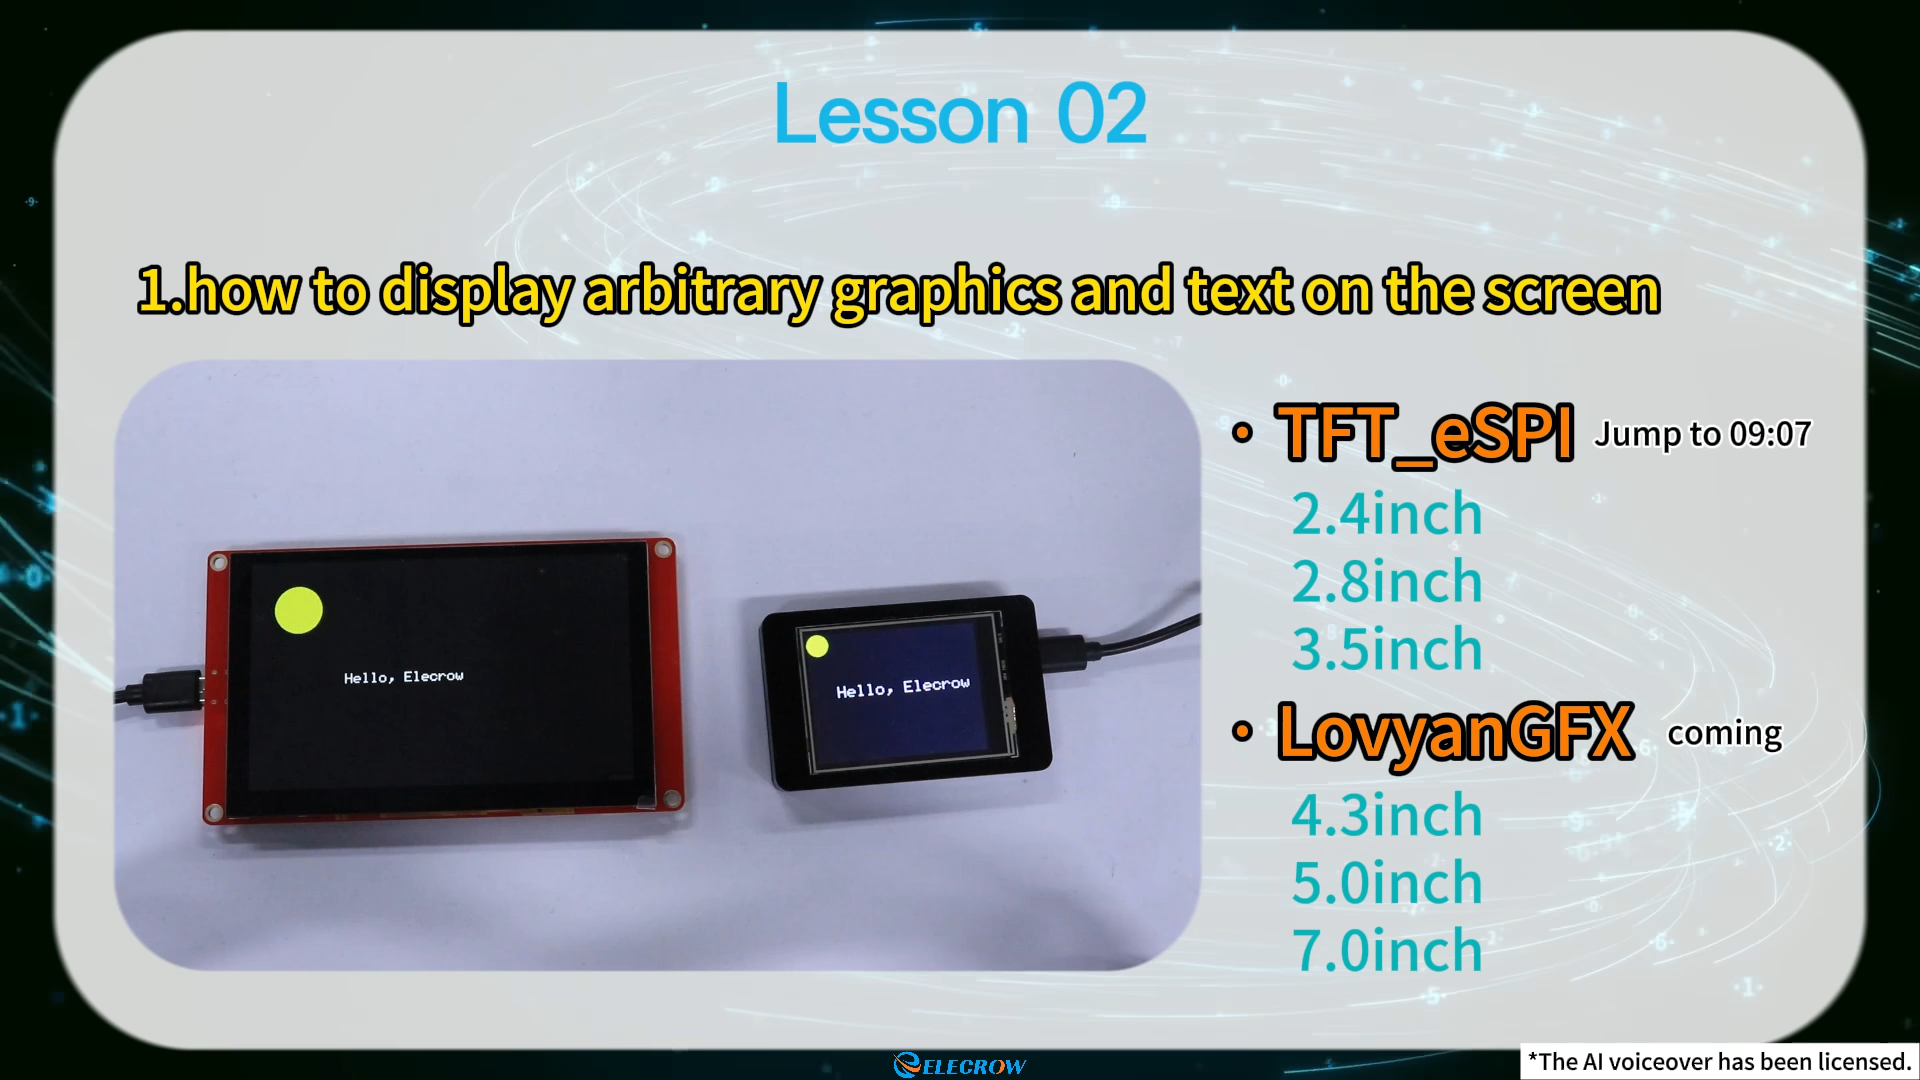 Lesson 02
1.how to display arbitrary graphics and text on the screen
• TFT_eSPI Jump to 09:07
2.4inch
2.8inch
3.5inch
• LovyanGFX coming
4.3inch
5.0inch
7.0inch
Hello, Elecrow
Hello, Elecrow
ELECROW
*The AI voiceover has been licensed.